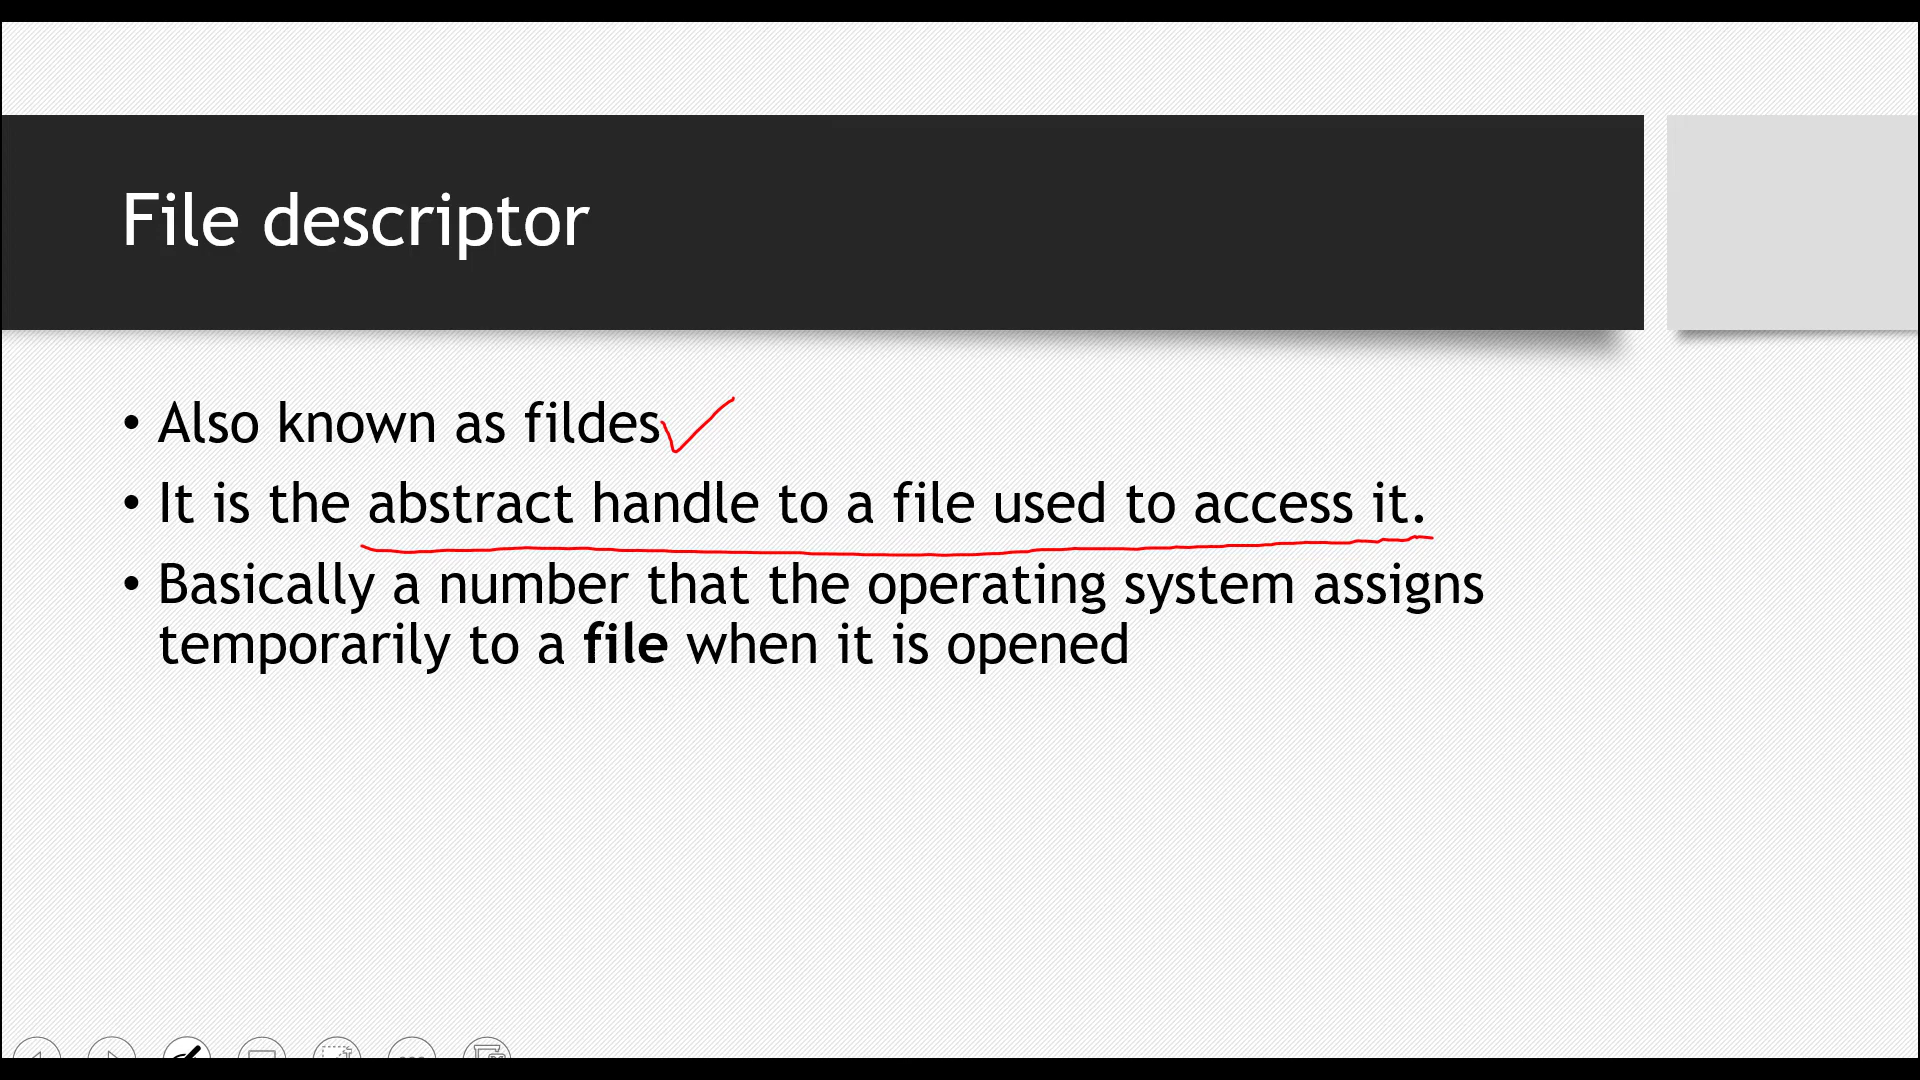 File descriptor
• Also known as fildes
• It is the abstract handle to a file used to access it.
• Basically a number that the operating system assigns
temporarily to a file when it is opened